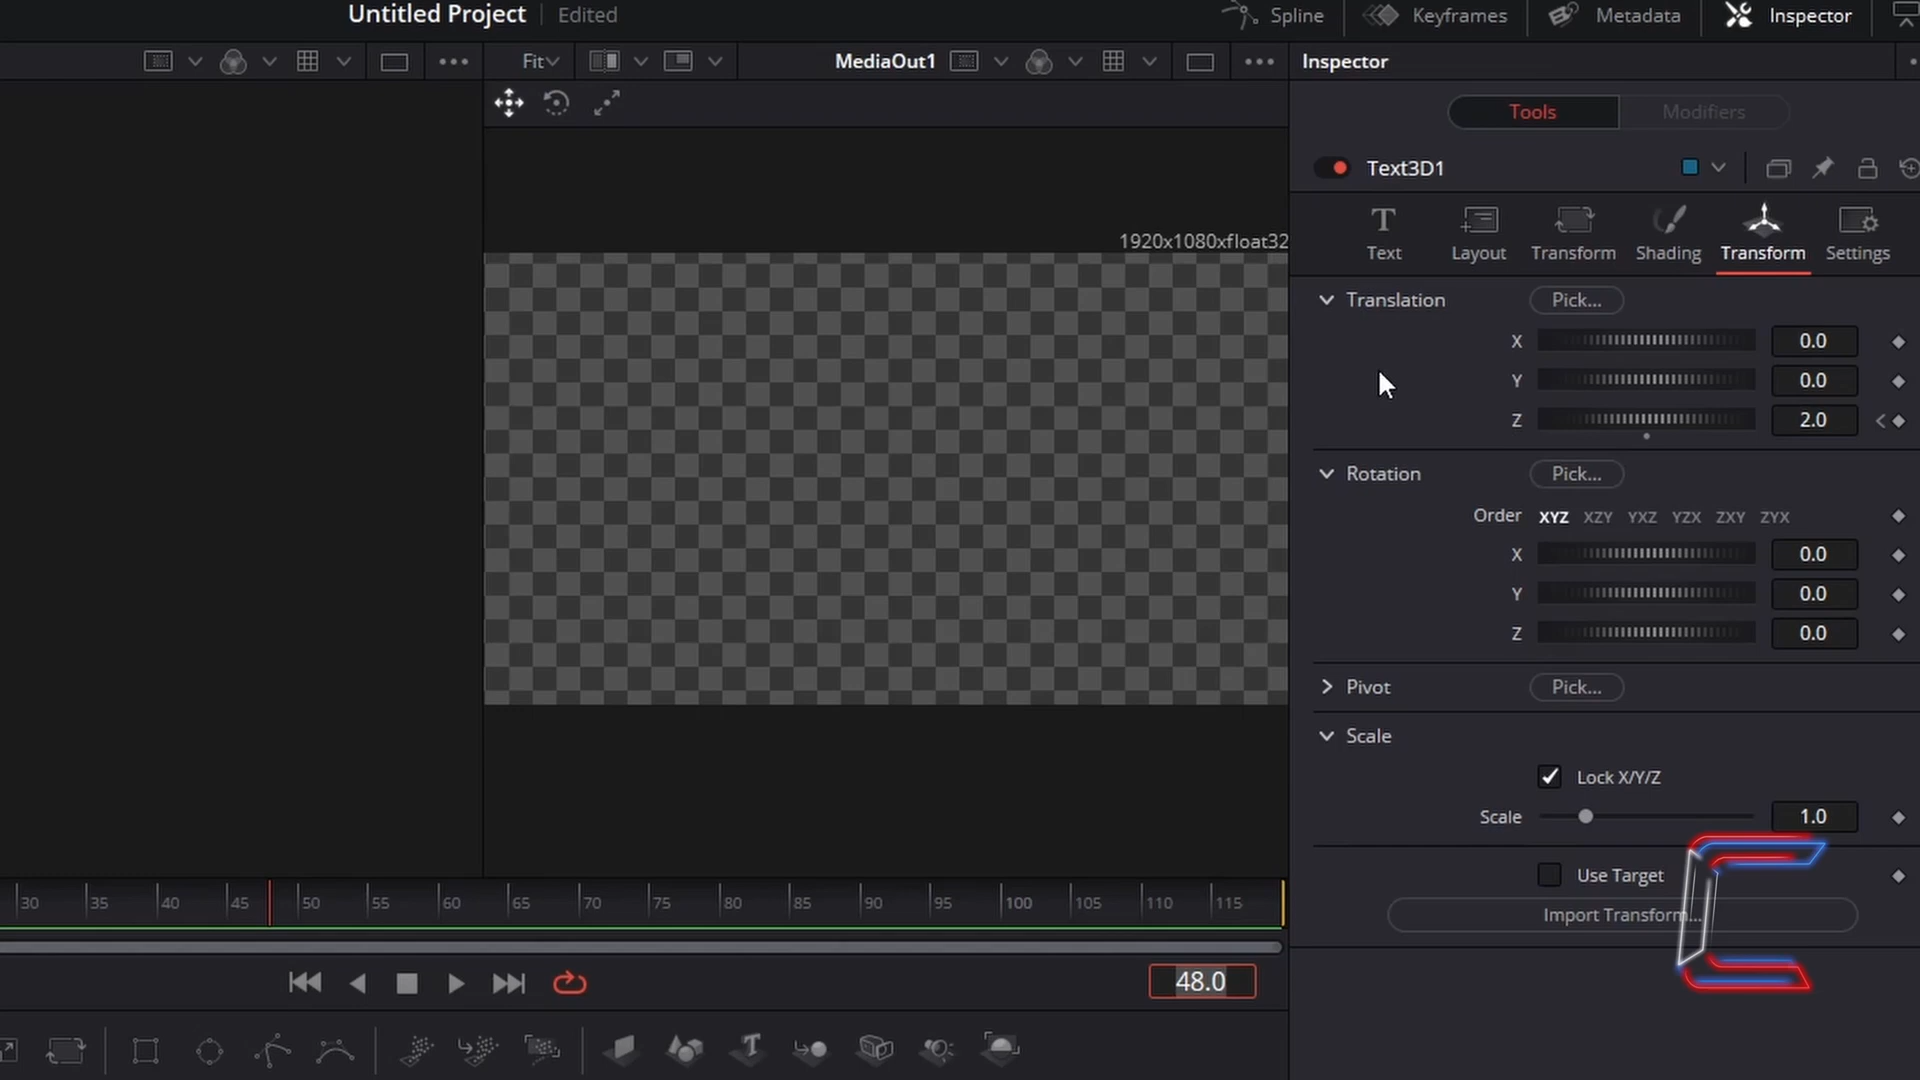 Untitled Project Edited Spline Keyframes Metadata Inspector
Fit MediaOut1 Inspector
Tools Modifiers
Text3D1
1920x1080xfloat32
Text Layout Transform Shading Transform Settings
Translation Pick...
X 0.0
Y 0.0
Z 2.0
Rotation Pick...
Order XYZ XZY YXZ YZX ZXY ZYX
X 0.0
Y 0.0
Z 0.0
Pivot Pick...
Scale
Lock X/Y/Z
Scale 1.0
Use Target
Import Transform...
30 35 40 45 50 55 60 65 70 75 80 85 90 95 100 105 110 115
48.0